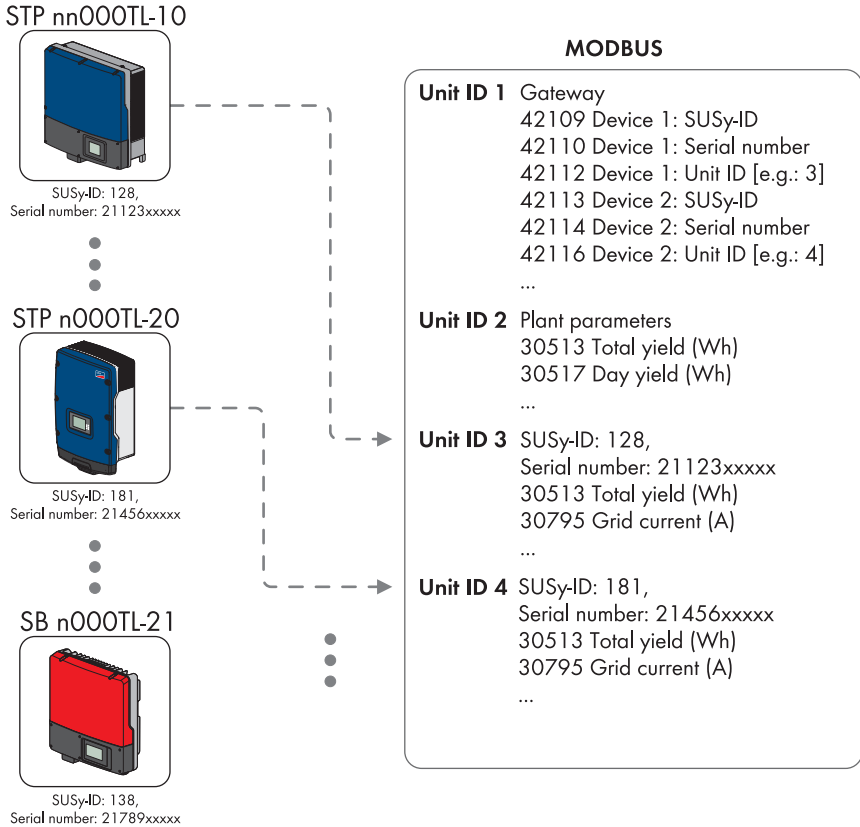 STP nn000TL-10
SUSy-ID: 128,
Serial number: 21123xxxxx
STP n000TL-20
SUSy-ID: 181,
Serial number: 21456xxxxx
SB n000TL-21
SUSy-ID: 138,
Serial number: 21789xxxxx
MODBUS
Unit ID 1 Gateway
42109 Device 1: SUSy-ID
42110 Device 1: Serial number
42112 Device 1: Unit ID [e.g.: 3]
42113 Device 2: SUSy-ID
42114 Device 2: Serial number
42116 Device 2: Unit ID [e.g.: 4]
...
Unit ID 2 Plant parameters
30513 Total yield (Wh)
30517 Day yield (Wh)
...
Unit ID 3 SUSy-ID: 128,
Serial number: 21123xxxxx
30513 Total yield (Wh)
30795 Grid current (A)
...
Unit ID 4 SUSy-ID: 181,
Serial number: 21456xxxxx
30513 Total yield (Wh)
30795 Grid current (A)
...